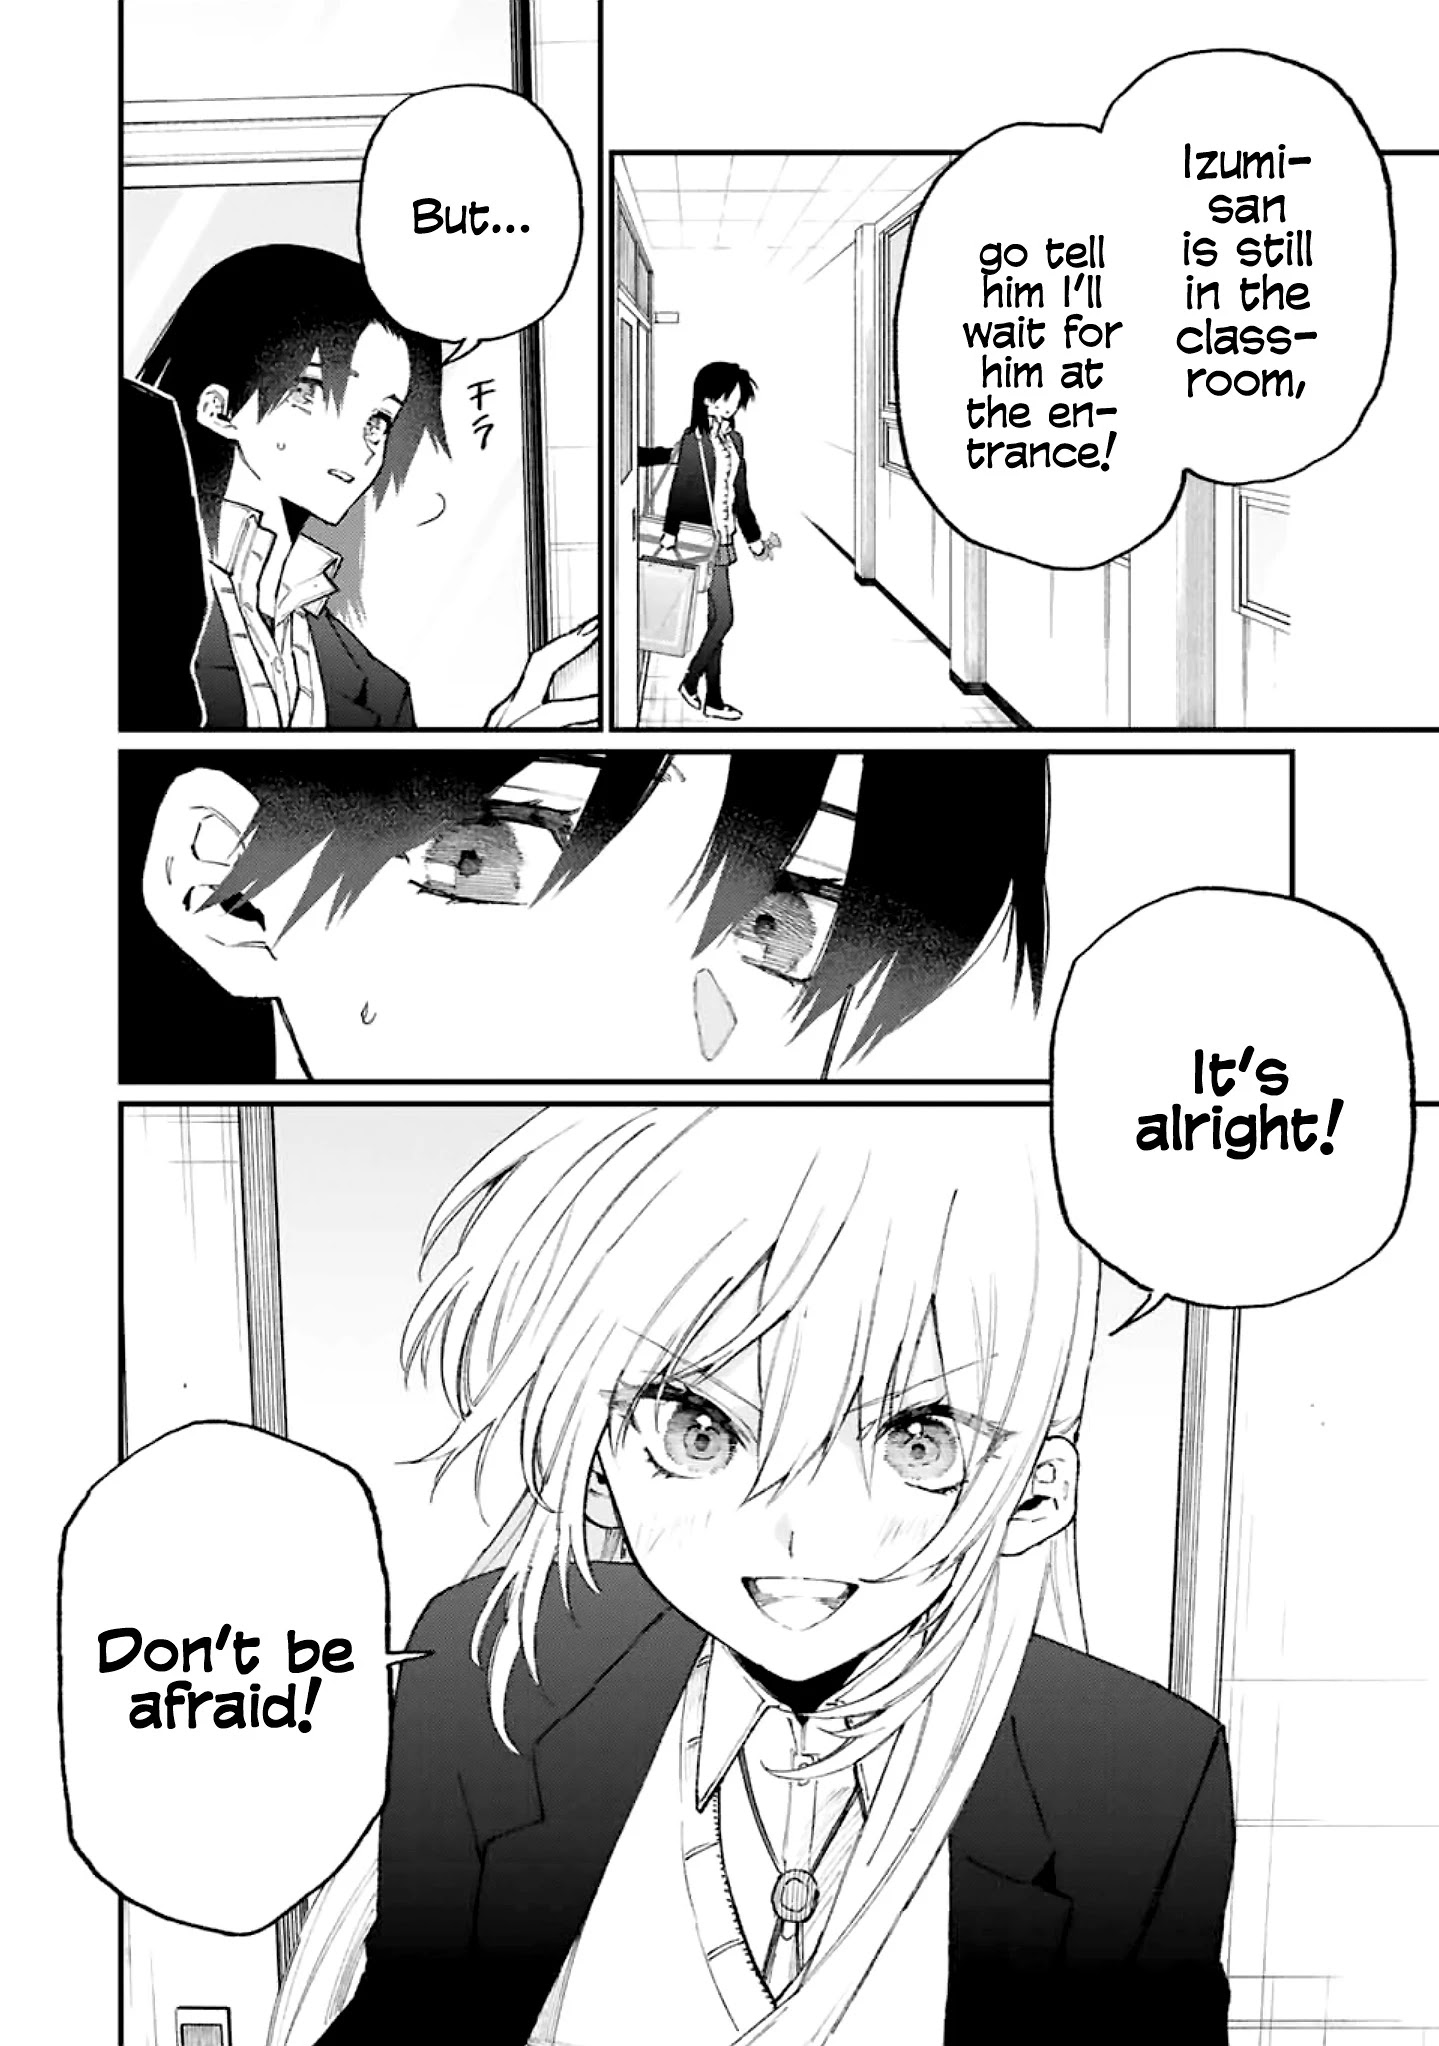 Izumi-
san
is still
in the
class-
room,
go tell
him I'll
wait for
him at
the en-
trance!
But...
チラ
It's
alright!
Don't be
afraid!